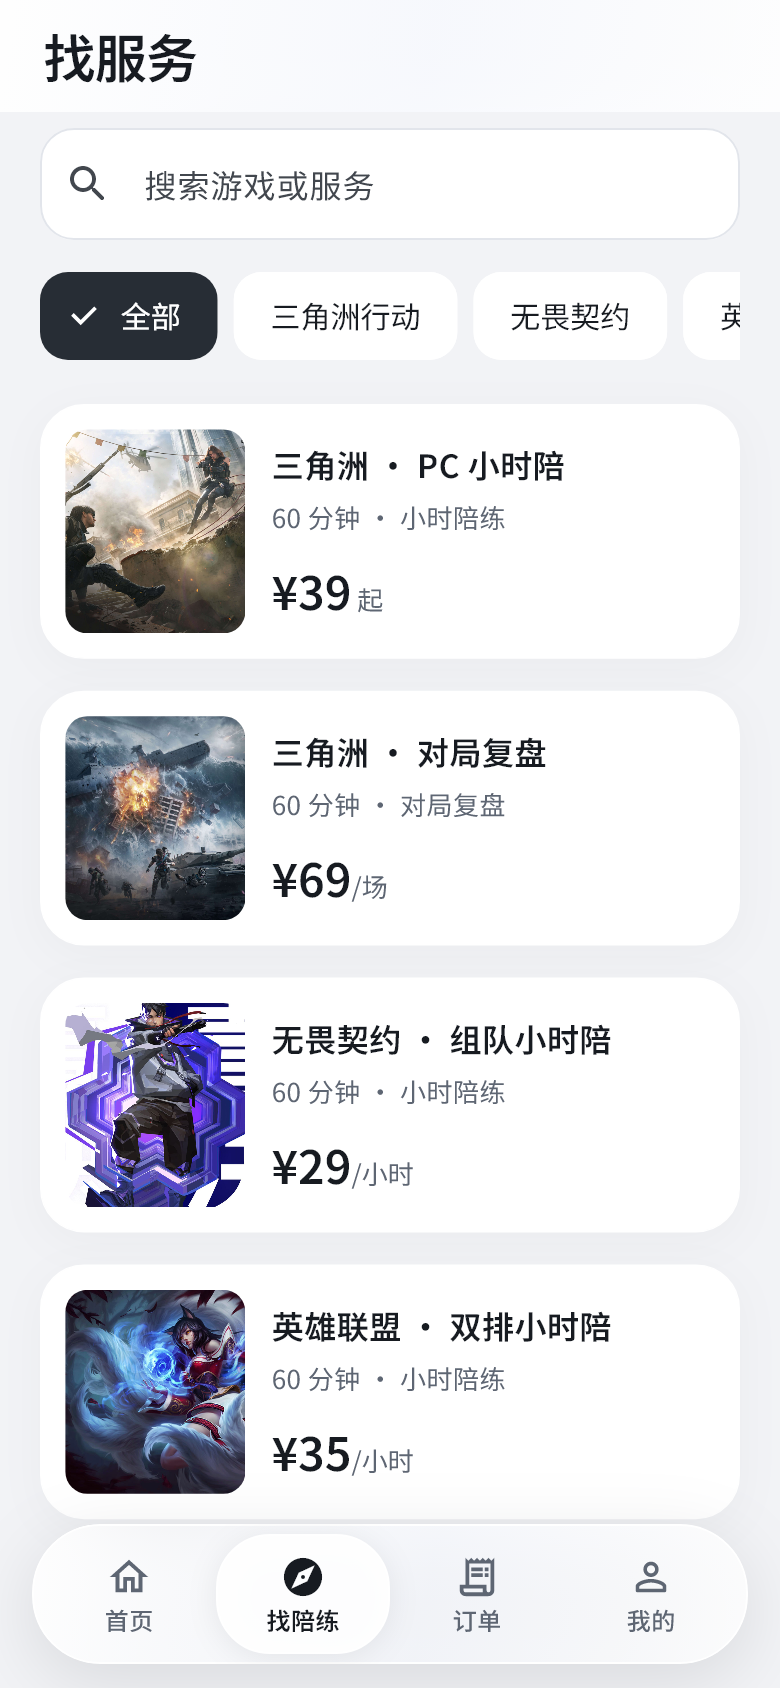 找服务
搜索游戏或服务
全部
三角洲行动
无畏契约
三角洲 · PC 小时陪
60 分钟 · 小时陪练
¥39 起
三角洲 · 对局复盘
60 分钟 · 对局复盘
¥69/场
无畏契约 · 组队小时陪
60 分钟 · 小时陪练
¥29/小时
英雄联盟 · 双排小时陪
60 分钟 · 小时陪练
¥35/小时
首页
找陪练
订单
我的